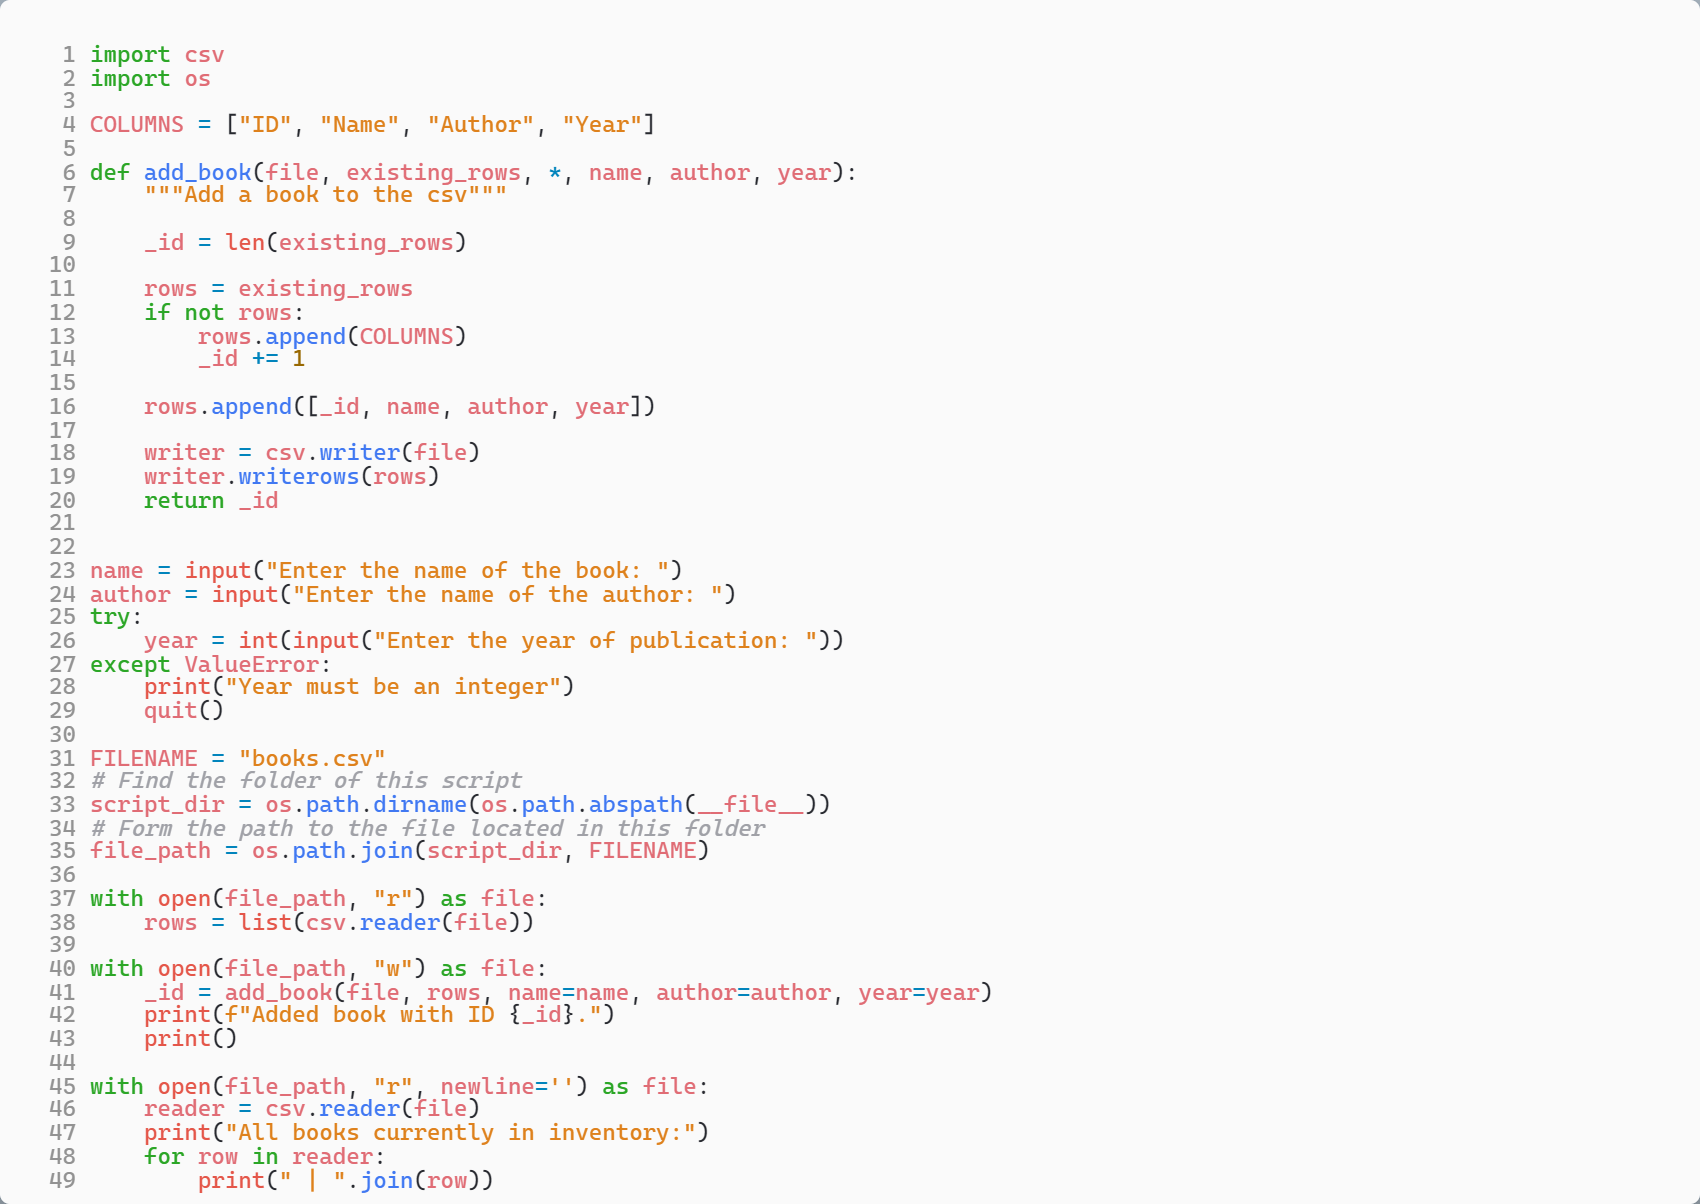 1 import csv
2 import os
3
4 COLUMNS = ["ID", "Name", "Author", "Year"]
5
6 def add_book(file, existing_rows, *, name, author, year):
7     """Add a book to the csv"""
8
9     _id = len(existing_rows)
10
11     rows = existing_rows
12     if not rows:
13         rows.append(COLUMNS)
14         _id += 1
15
16     rows.append([_id, name, author, year])
17
18     writer = csv.writer(file)
19     writer.writerows(rows)
20     return _id
21
22
23 name = input("Enter the name of the book: ")
24 author = input("Enter the name of the author: ")
25 try:
26     year = int(input("Enter the year of publication: "))
27 except ValueError:
28     print("Year must be an integer")
29     quit()
30
31 FILENAME = "books.csv"
32 # Find the folder of this script
33 script_dir = os.path.dirname(os.path.abspath(__file__))
34 # Form the path to the file located in this folder
35 file_path = os.path.join(script_dir, FILENAME)
36
37 with open(file_path, "r") as file:
38     rows = list(csv.reader(file))
39
40 with open(file_path, "w") as file:
41     _id = add_book(file, rows, name=name, author=author, year=year)
42     print(f"Added book with ID {_id}.")
43     print()
44
45 with open(file_path, "r", newline='') as file:
46     reader = csv.reader(file)
47     print("All books currently in inventory:")
48     for row in reader:
49         print(" | ".join(row))